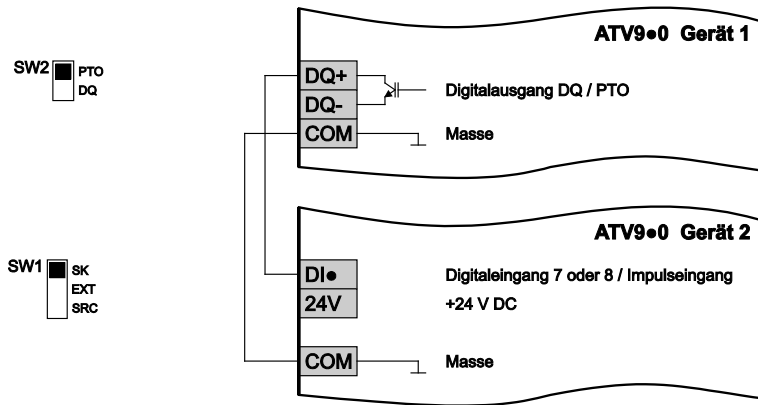 ATV9●0 Gerät 1
SW2
PTO
DQ
DQ+
DQ-
COM
Digitalausgang DQ / PTO
Masse
ATV9●0 Gerät 2
SW1
SK
EXT
SRC
DI●
24V
COM
Digitaleingang 7 oder 8 / Impulseingang
+24 V DC
Masse